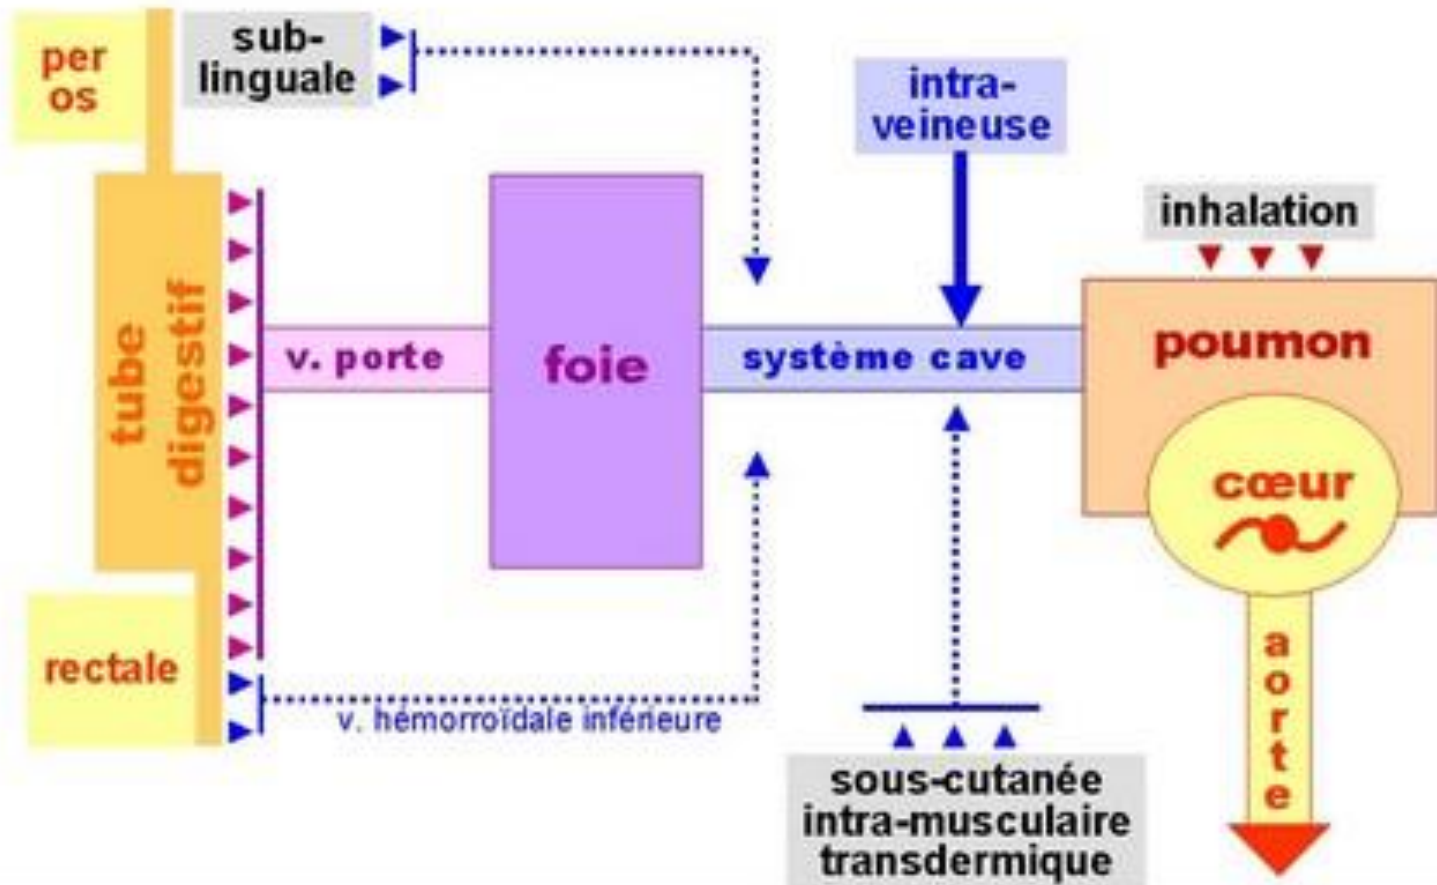 per
os
sub-
linguale
intra-
veineuse
inhalation
tube
digestif
v. porte
foie
système cave
poumon
cœur
rectale
v. hémorroïdale inférieure
aorte
sous-cutanée
intra-musculaire
transdermique